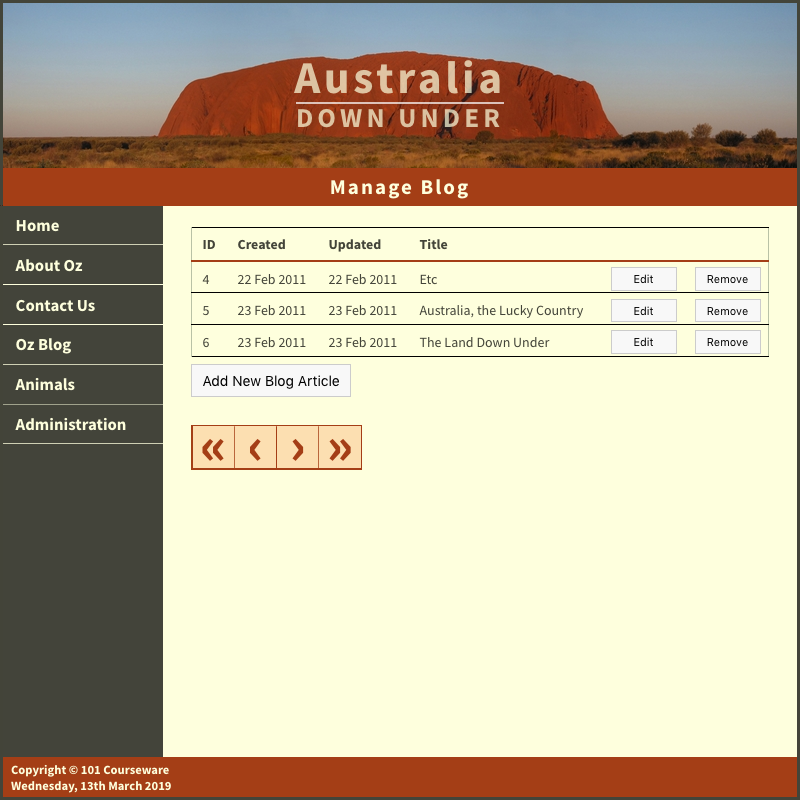 Australia
DOWN UNDER
Manage Blog
Home
About Oz
Contact Us
Oz Blog
Animals
Administration
ID Created Updated Title
4 22 Feb 2011 22 Feb 2011 Etc Edit Remove
5 23 Feb 2011 23 Feb 2011 Australia, the Lucky Country Edit Remove
6 23 Feb 2011 23 Feb 2011 The Land Down Under Edit Remove
Add New Blog Article
« ‹ › »
Copyright © 101 Courseware
Wednesday, 13th March 2019